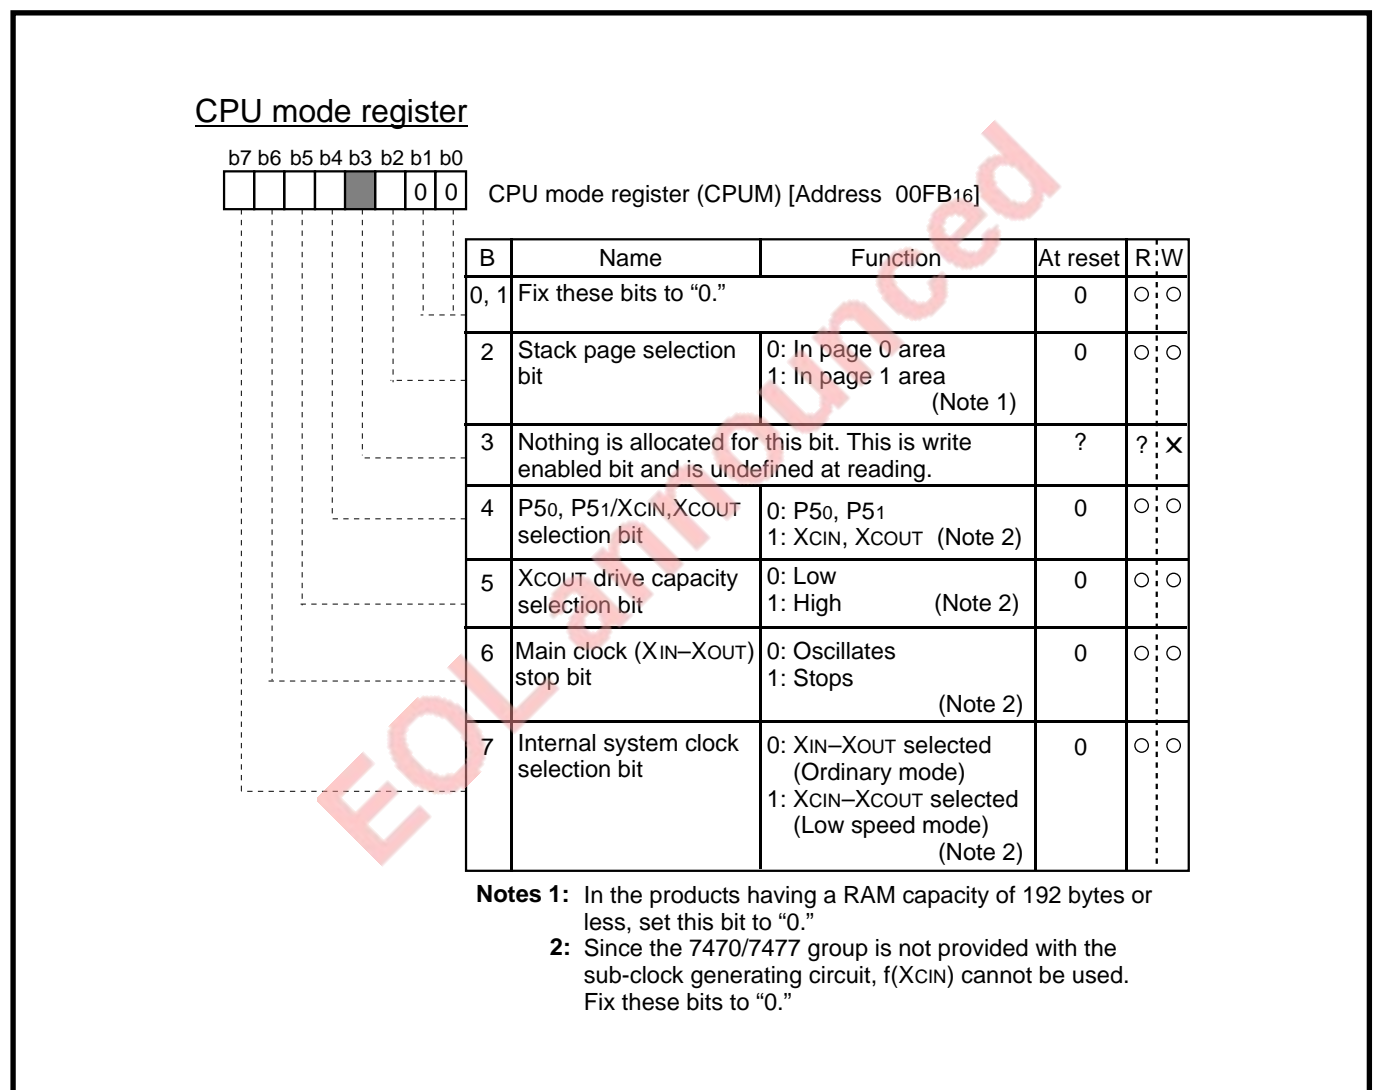 CPU mode register
b7 b6 b5 b4 b3 b2 b1 b0
0 0
CPU mode register (CPUM) [Address 00FB16]
B Name Function At reset R W
0, 1 Fix these bits to “0.” 0 ○ ○
2 Stack page selection bit 0: In page 0 area 0 ○ ○
1: In page 1 area
(Note 1)
3 Nothing is allocated for this bit. This is write ? ? ×
enabled bit and is undefined at reading.
4 P50, P51/XCIN,XCOUT 0: P50, P51 0 ○ ○
selection bit 1: XCIN, XCOUT (Note 2)
5 XCOUT drive capacity 0: Low 0 ○ ○
selection bit 1: High (Note 2)
6 Main clock (XIN–XOUT) 0: Oscillates 0 ○ ○
stop bit 1: Stops
(Note 2)
7 Internal system clock 0: XIN–XOUT selected 0 ○ ○
selection bit (Ordinary mode)
1: XCIN–XCOUT selected
(Low speed mode)
(Note 2)
Notes 1: In the products having a RAM capacity of 192 bytes or
less, set this bit to “0.”
2: Since the 7470/7477 group is not provided with the
sub-clock generating circuit, f(XCIN) cannot be used.
Fix these bits to “0.”
EOL announced